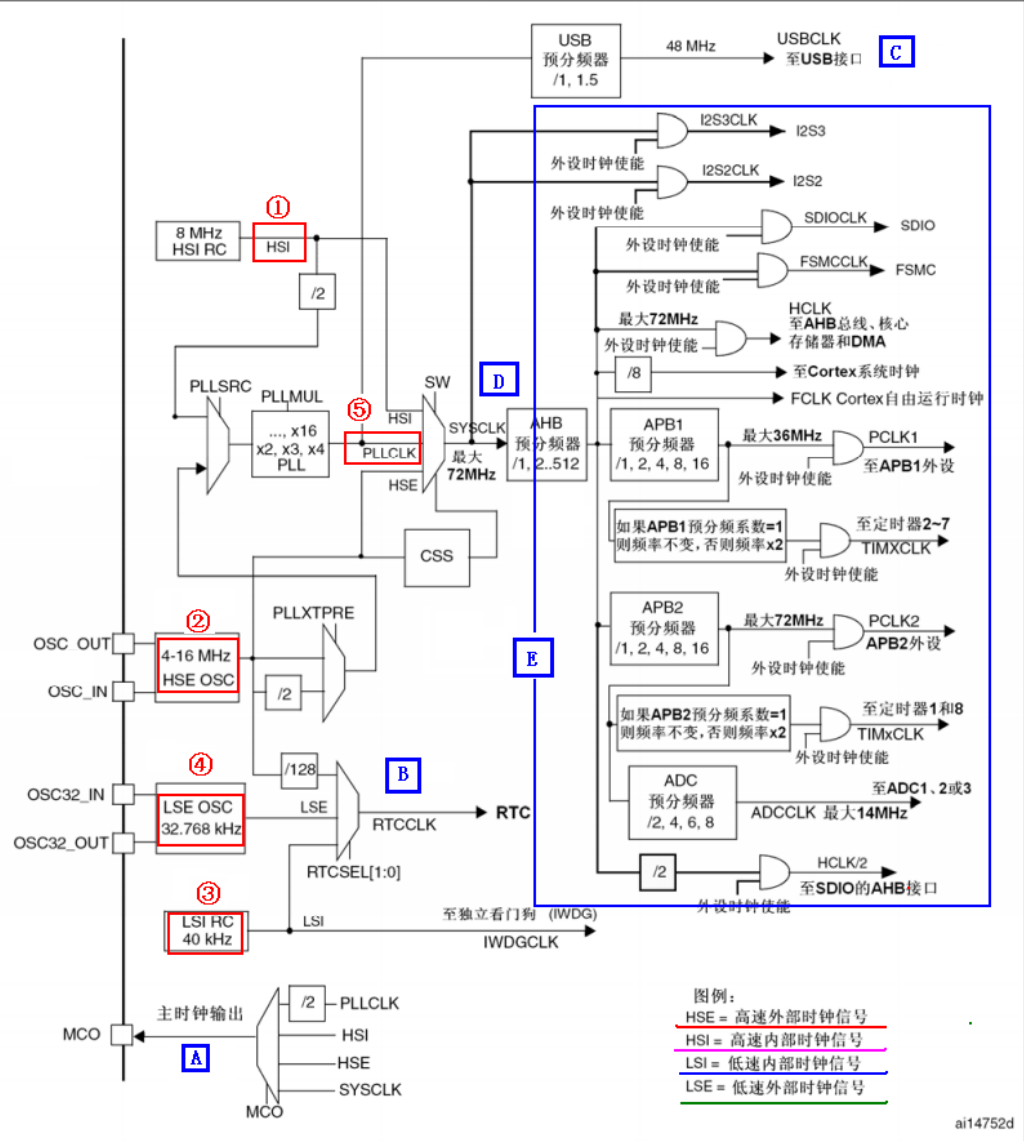 USB
预分频器
/1, 1.5
48 MHz
USBCLK
至USB接口
C
I2S3CLK
I2S3
外设时钟使能
I2S2CLK
I2S2
外设时钟使能
①
8 MHz
HSI RC
HSI
SDIOCLK
SDIO
外设时钟使能
FSMCCLK
FSMC
外设时钟使能
/2
HCLK
最大72MHz
至AHB总线、核心
存储器和DMA
外设时钟使能
/8
至Cortex系统时钟
SW
D
PLLSRC
PLLMUL
⑤
HSI
FCLK Cortex自由运行时钟
..., x16
x2, x3, x4
PLL
PLLCLK
SYSCLK
最大
72MHz
HSE
AHB
预分频器
/1, 2..512
APB1
预分频器
/1, 2, 4, 8, 16
最大36MHz
PCLK1
至APB1外设
外设时钟使能
如果APB1预分频系数=1
则频率不变,否则频率x2
至定时器2~7
TIMXCLK
外设时钟使能
CSS
②
PLLXTPRE
OSC_OUT
4-16 MHz
HSE OSC
OSC_IN
/2
APB2
预分频器
/1, 2, 4, 8, 16
最大72MHz
PCLK2
APB2外设
外设时钟使能
E
如果APB2预分频系数=1
则频率不变,否则频率x2
至定时器1和8
TIMxCLK
外设时钟使能
④
/128
B
OSC32_IN
LSE OSC
32.768 kHz
LSE
OSC32_OUT
RTC
RTCCLK
RTCSEL[1:0]
ADC
预分频器
/2, 4, 6, 8
至ADC1、2或3
ADCCLK 最大14MHz
/2
HCLK/2
至SDIO的AHB接口
外设时钟使能
③
LSI RC
40 kHz
LSI
至独立看门狗 (IWDG)
IWDGCLK
MCO
主时钟输出
A
/2
PLLCLK
HSI
HSE
SYSCLK
MCO
图例:
HSE = 高速外部时钟信号
HSI = 高速内部时钟信号
LSI = 低速内部时钟信号
LSE = 低速外部时钟信号
ai14752d